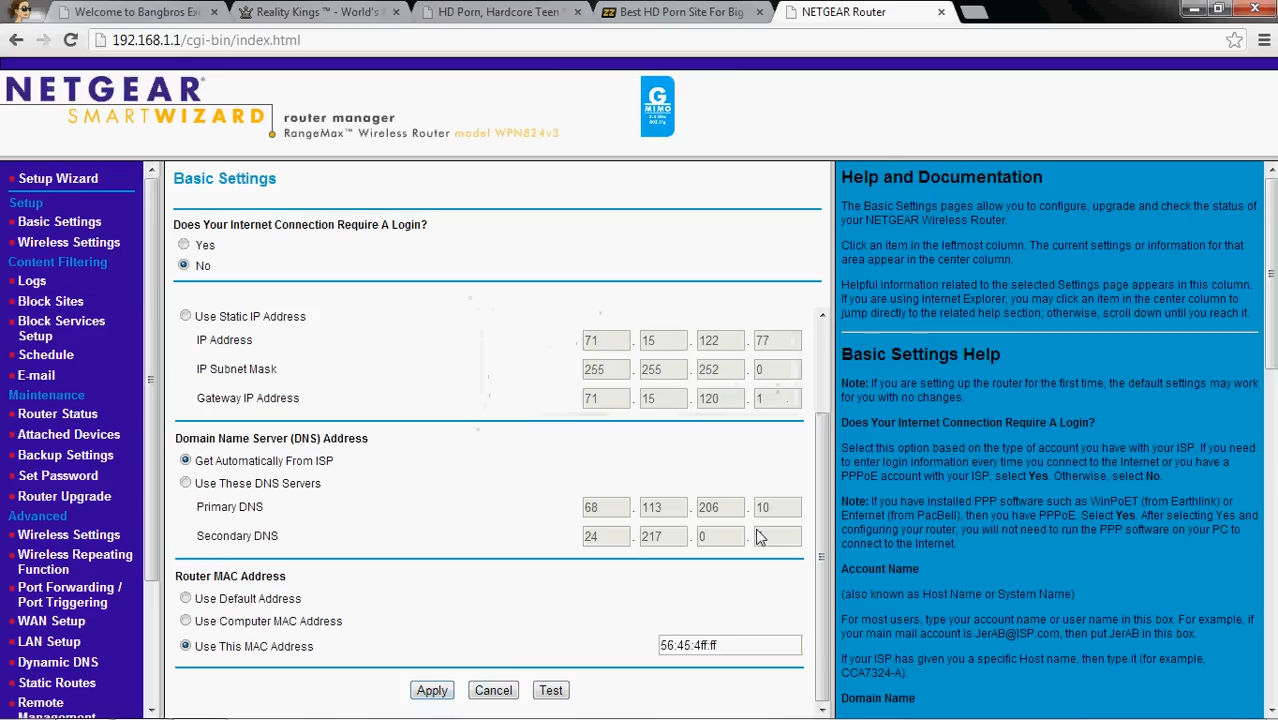 Welcome to Bangbros Ex
Reality Kings ™ - World's
HD Porn, Hardcore Teen
ZZ Best HD Porn Site For Big
NETGEAR Router
192.168.1.1/cgi-bin/index.html
NETGEAR®
SMARTWIZARD
router manager
RangeMax™ Wireless Router model WPN824v3
G
MIMO
2.4 GHz
802.11g
Setup Wizard
Setup
Basic Settings
Wireless Settings
Content Filtering
Logs
Block Sites
Block Services
Setup
Schedule
E-mail
Maintenance
Router Status
Attached Devices
Backup Settings
Set Password
Router Upgrade
Advanced
Wireless Settings
Wireless Repeating
Function
Port Forwarding /
Port Triggering
WAN Setup
LAN Setup
Dynamic DNS
Static Routes
Remote
Management
Basic Settings
Does Your Internet Connection Require A Login?
Yes
No
Use Static IP Address
IP Address 71 . 15 . 122 . 77
IP Subnet Mask 255 . 255 . 252 . 0
Gateway IP Address 71 . 15 . 120 . 1
Domain Name Server (DNS) Address
Get Automatically From ISP
Use These DNS Servers
Primary DNS 68 . 113 . 206 . 10
Secondary DNS 24 . 217 . 0 .
Router MAC Address
Use Default Address
Use Computer MAC Address
Use This MAC Address 56:45:4ff:ff
Apply Cancel Test
Help and Documentation
The Basic Settings pages allow you to configure, upgrade and check the status of
your NETGEAR Wireless Router.
Click an item in the leftmost column. The current settings or information for that
area appear in the center column.
Helpful information related to the selected Settings page appears in this column.
If you are using Internet Explorer, you may click an item in the center column to
jump directly to the related help section; otherwise, scroll down until you reach it.
Basic Settings Help
Note: If you are setting up the router for the first time, the default settings may work
for you with no changes.
Does Your Internet Connection Require A Login?
Select this option based on the type of account you have with your ISP. If you need
to enter login information every time you connect to the Internet or you have a
PPPoE account with your ISP, select Yes. Otherwise, select No.
Note: If you have installed PPP software such as WinPoET (from Earthlink) or
Enternet (from PacBell), then you have PPPoE. Select Yes. After selecting Yes and
configuring your router, you will not need to run the PPP software on your PC to
connect to the Internet.
Account Name
(also known as Host Name or System Name)
For most users, type your account name or user name in this box. For example, if
your main mail account is JerAB@ISP.com, then put JerAB in this box.
If your ISP has given you a specific Host name, then type it (for example,
CCA7324-A).
Domain Name